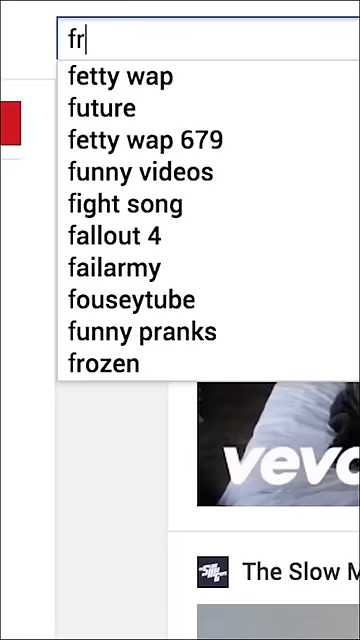 fr
fetty wap
future
fetty wap 679
funny videos
fight song
fallout 4
failarmy
fouseytube
funny pranks
frozen
vevo
The Slow M